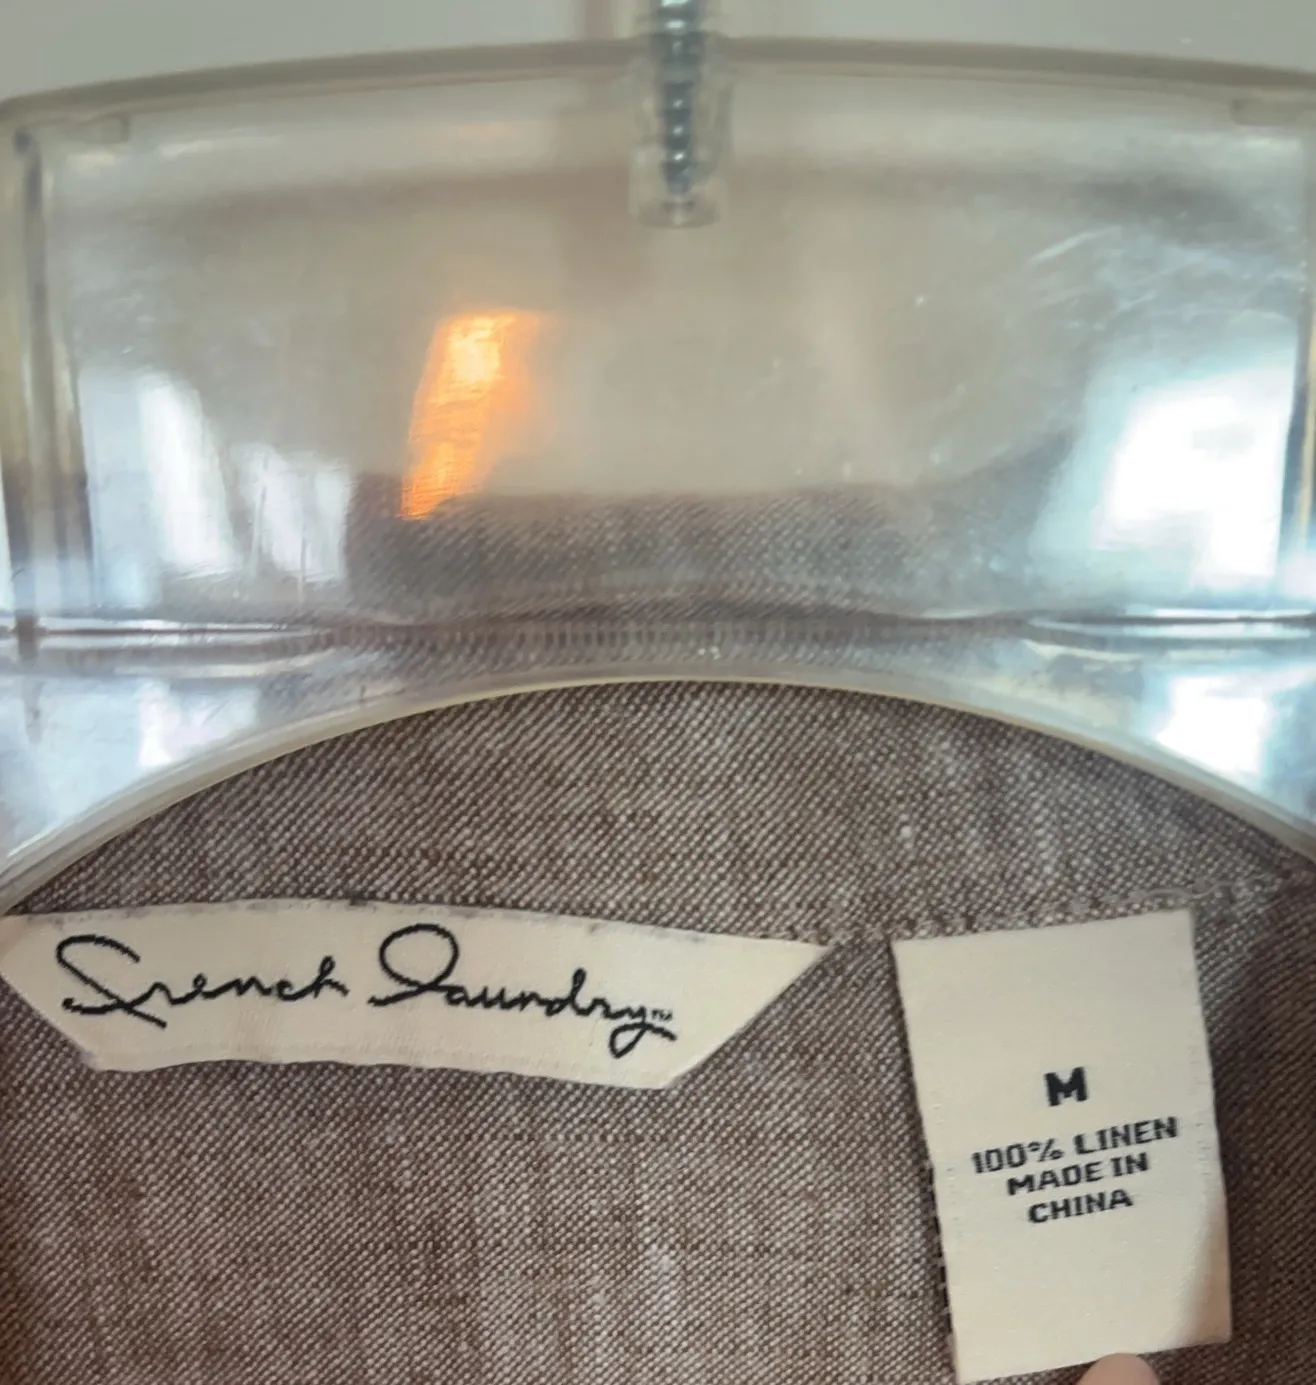 French Laundry™
M
100% LINEN
MADE IN
CHINA